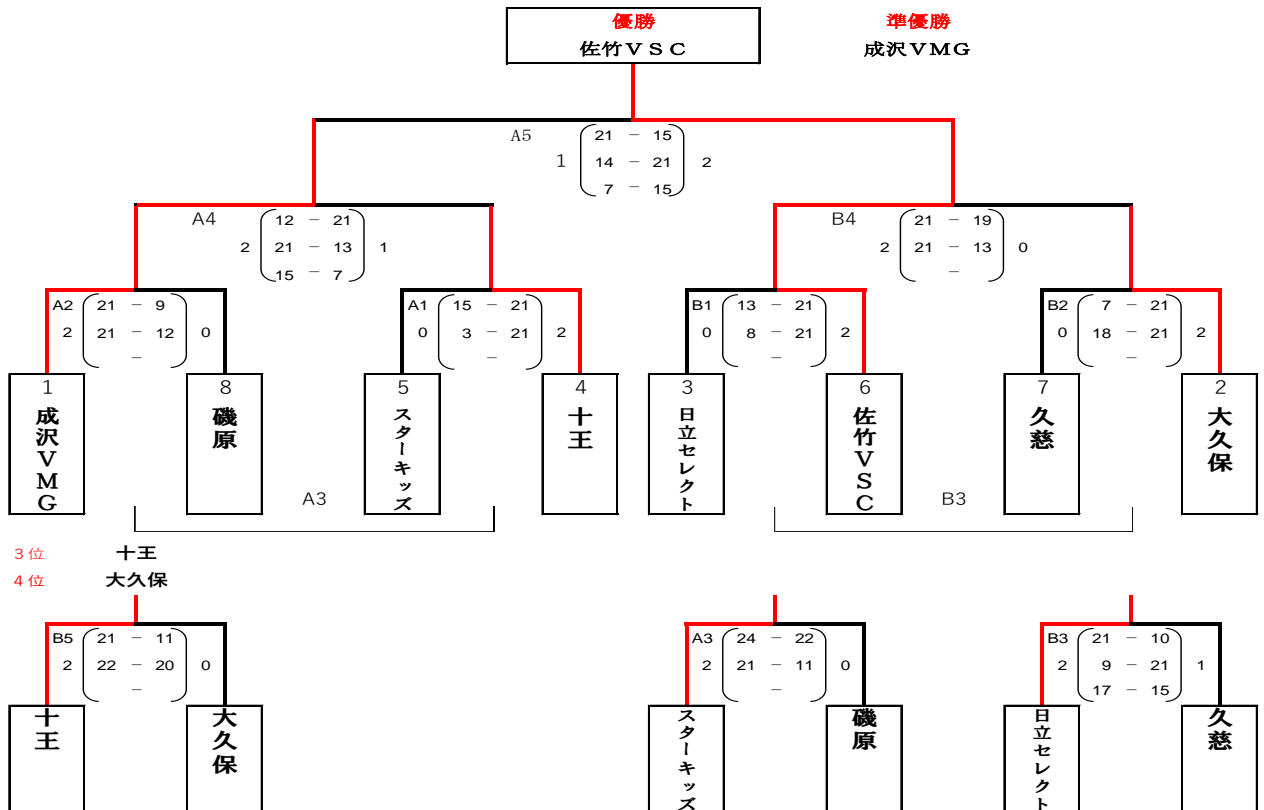 優勝 準優勝
佐竹VSC 成沢VMG
A5 21 － 15
1 14 － 21 2
7 － 15
A4 12 － 21 B4 21 － 19
2 21 － 13 1 2 21 － 13 0
15 － 7 －
A2 21 － 9 A1 15 － 21 B1 13 － 21 B2 7 － 21
2 21 － 12 0 0 3 － 21 2 0 8 － 21 2 0 18 － 21 2
－ － － －
1 8 5 4 3 6 7 2
成沢VMG
磯原
スターキッズ
十王
日立セレクト
佐竹VSC
久慈
大久保
A3 B3
3位 十王
4位 大久保
B5 21 － 11 A3 24 － 22 B3 21 － 10
2 22 － 20 0 2 21 － 11 0 2 9 － 21 1
－ － 17 － 15
十王
大久保
スターキッズ
磯原
日立セレクト
久慈